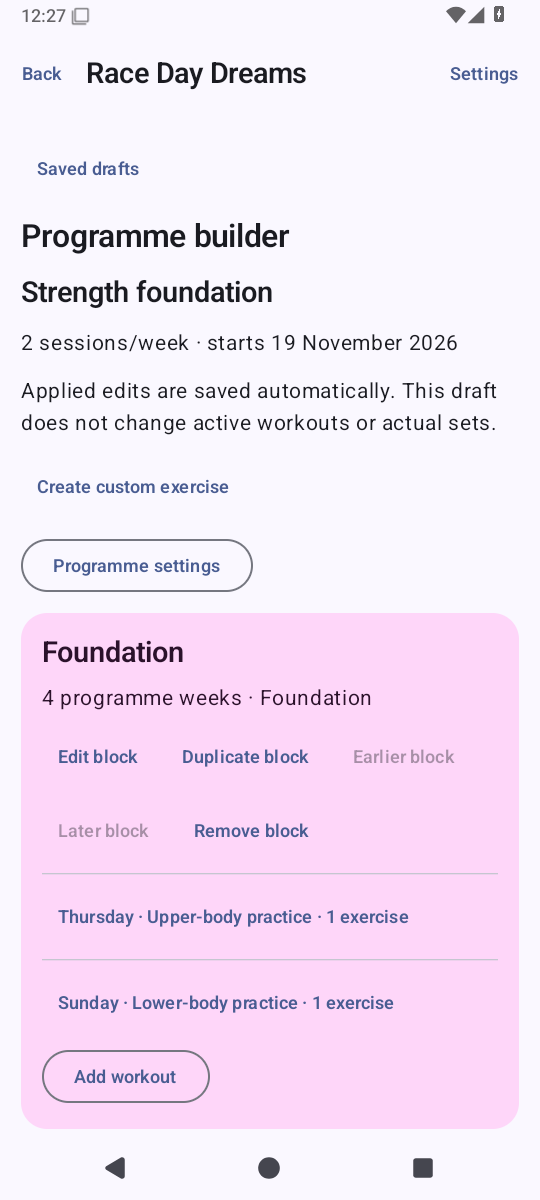 12:27
Back Race Day Dreams Settings
Saved drafts
Programme builder
Strength foundation
2 sessions/week · starts 19 November 2026
Applied edits are saved automatically. This draft
does not change active workouts or actual sets.
Create custom exercise
Programme settings
Foundation
4 programme weeks · Foundation
Edit block Duplicate block Earlier block
Later block Remove block
Thursday · Upper-body practice · 1 exercise
Sunday · Lower-body practice · 1 exercise
Add workout